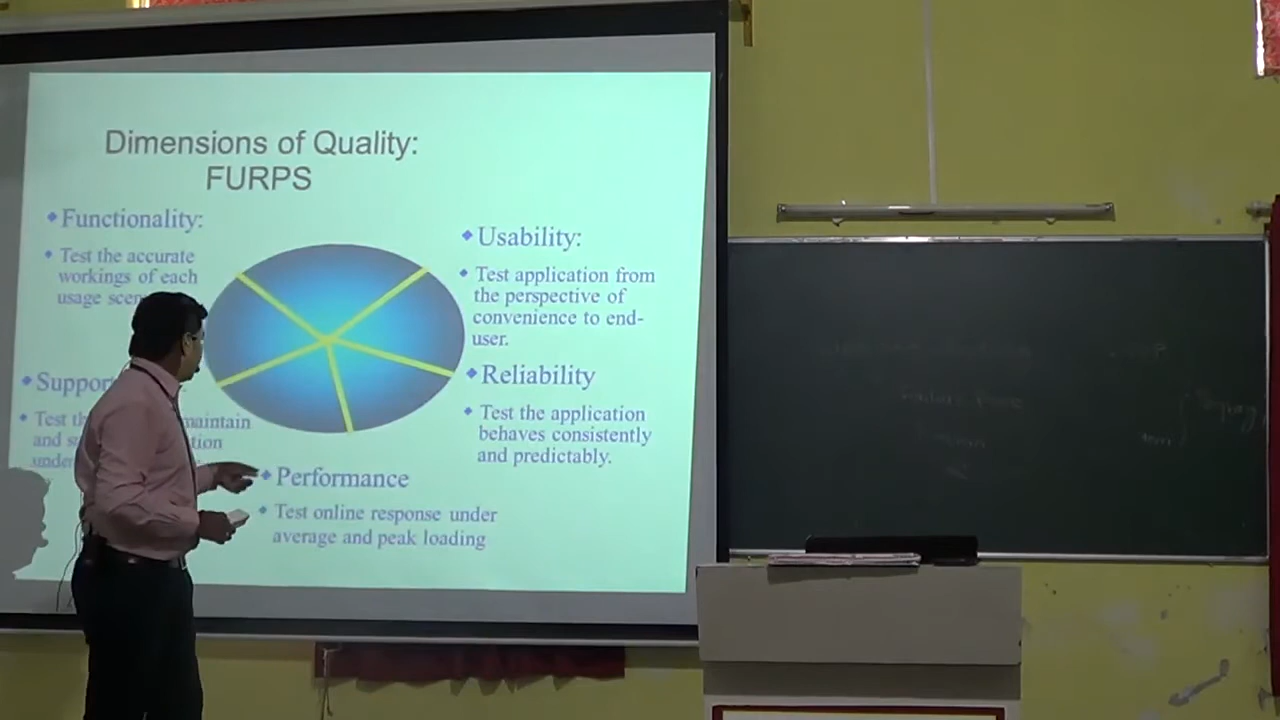 Dimensions of Quality:
FURPS
Functionality:
Test the accurate
workings of each
usage
Usability:
Test application from
the perspective of
convenience to end-
user.
Reliability
Test the application
behaves consistently
and predictably.
Performance
Test online response under
average and peak loading
Test
and